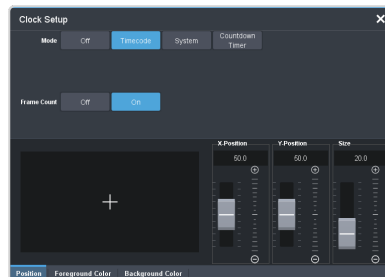 Clock Setup
Mode Off Timecode System Countdown Timer
Frame Count Off On
X-Position Y-Position Size
50.0 50.0 20.0
Position Foreground Color Background Color